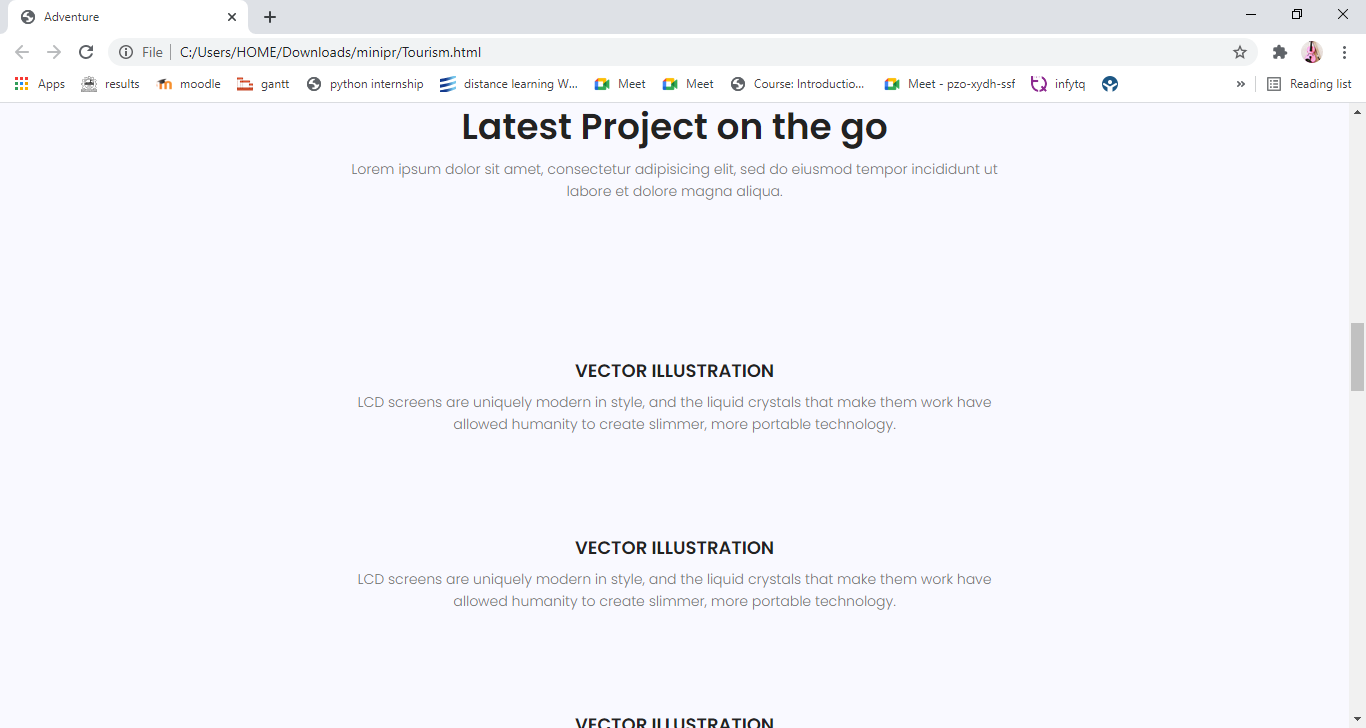 Adventure
File C:/Users/HOME/Downloads/minipr/Tourism.html
Apps results moodle gantt python internship distance learning W... Meet Meet Course: Introductio... Meet - pzo-xydh-ssf infytq » Reading list
Latest Project on the go
Lorem ipsum dolor sit amet, consectetur adipisicing elit, sed do eiusmod tempor incididunt ut
labore et dolore magna aliqua.
VECTOR ILLUSTRATION
LCD screens are uniquely modern in style, and the liquid crystals that make them work have
allowed humanity to create slimmer, more portable technology.
VECTOR ILLUSTRATION
LCD screens are uniquely modern in style, and the liquid crystals that make them work have
allowed humanity to create slimmer, more portable technology.
VECTOR ILLUSTRATION